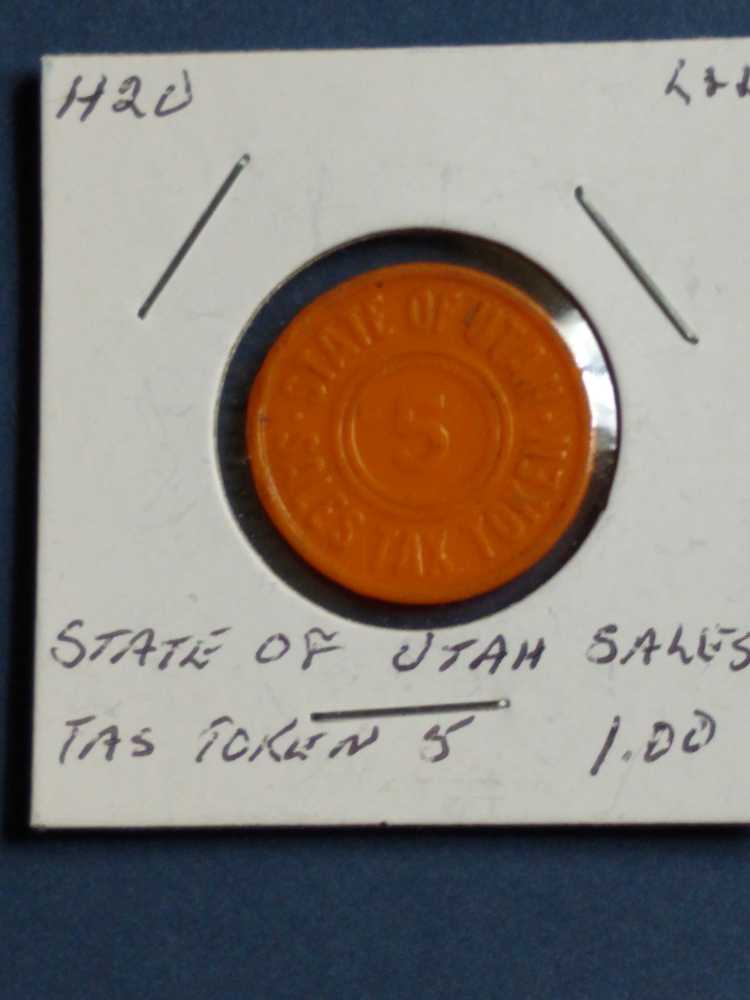 H20
STATE OF UTAH
5
SALES TAX TOKEN
STATE OF UTAH SALES
TAS TOKEN 5 1.00